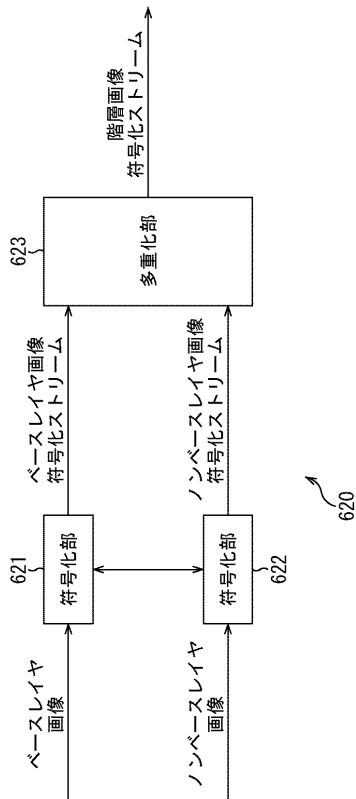 ベースレイヤ
画像
621
符号化部
ベースレイヤ画像
符号化ストリーム
623
多重化部
階層画像
符号化ストリーム
ノンベースレイヤ
画像
符号化部
622
ノンベースレイヤ画像
符号化ストリーム
620